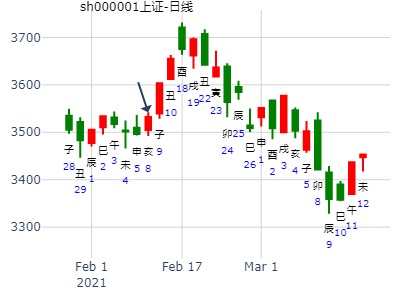 sh000001上证-日线
3700
3600
3500
3400
3300
子
28
丑
29
辰
1
巳
2
午
3
未
4
申
5
亥
8
子
9
丑
10
酉
18
戌
19
丑
22
寅
23
卯
24
辰
25
巳
26
申
1
酉
2
戌
3
亥
4
子
5
卯
8
辰
9
巳
10
午
11
未
12
Feb 1
2021
Feb 17
Mar 1